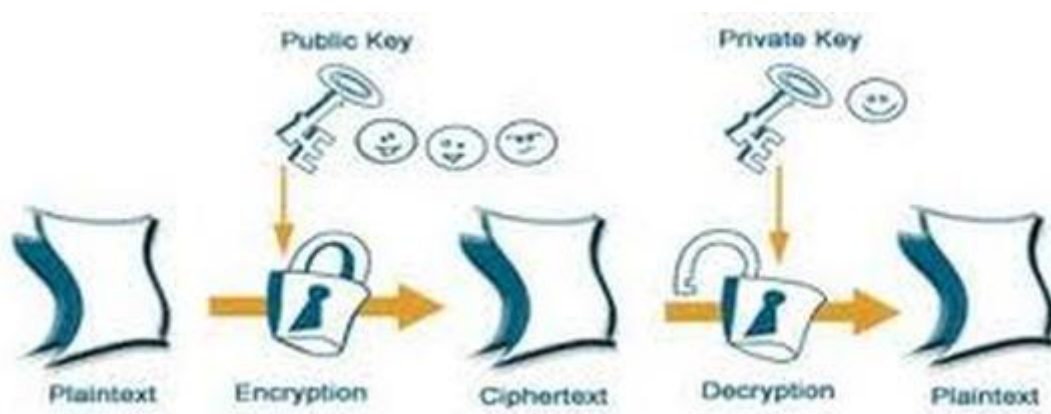 Public Key
Private Key
Plaintext
Encryption
Ciphertext
Decryption
Plaintext